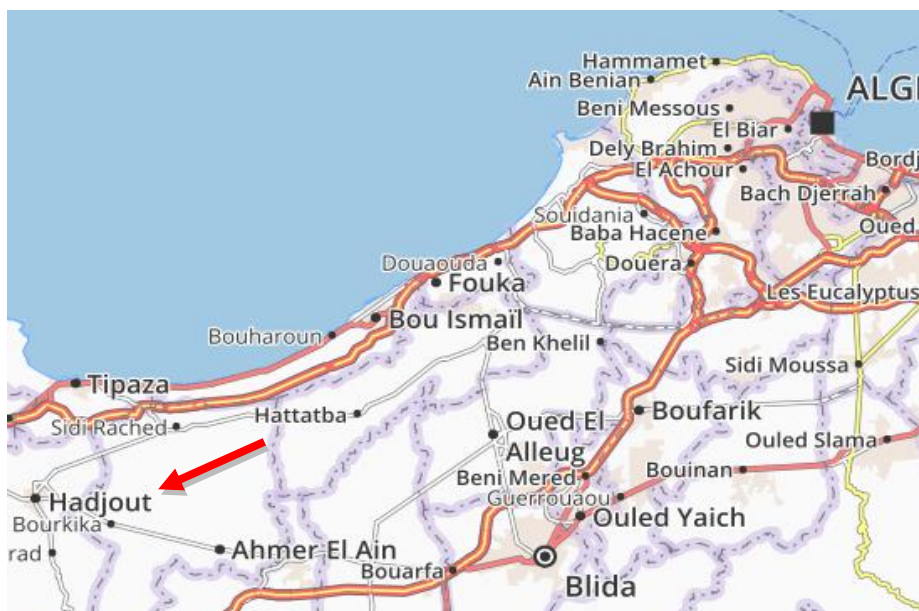 Hammamet
Ain Benian
ALG
Beni Messous
El Biar
Dely Brahim
El Achour
Bordj
Bach Djerrah
Souidania
Baba Hacene
Oued
Douaouda
Douera
Fouka
Les Eucalyptus
Bou Ismaïl
Bouharoun
Ben Khelil
Sidi Moussa
Tipaza
Hattatba
Boufarik
Sidi Rached
Oued El
Alleug
Ouled Slama
Beni Mered
Bouinan
Hadjout
Guerrouaou
Bourkika
Ouled Yaich
rad
Ahmer El Ain
Bouarfa
Blida